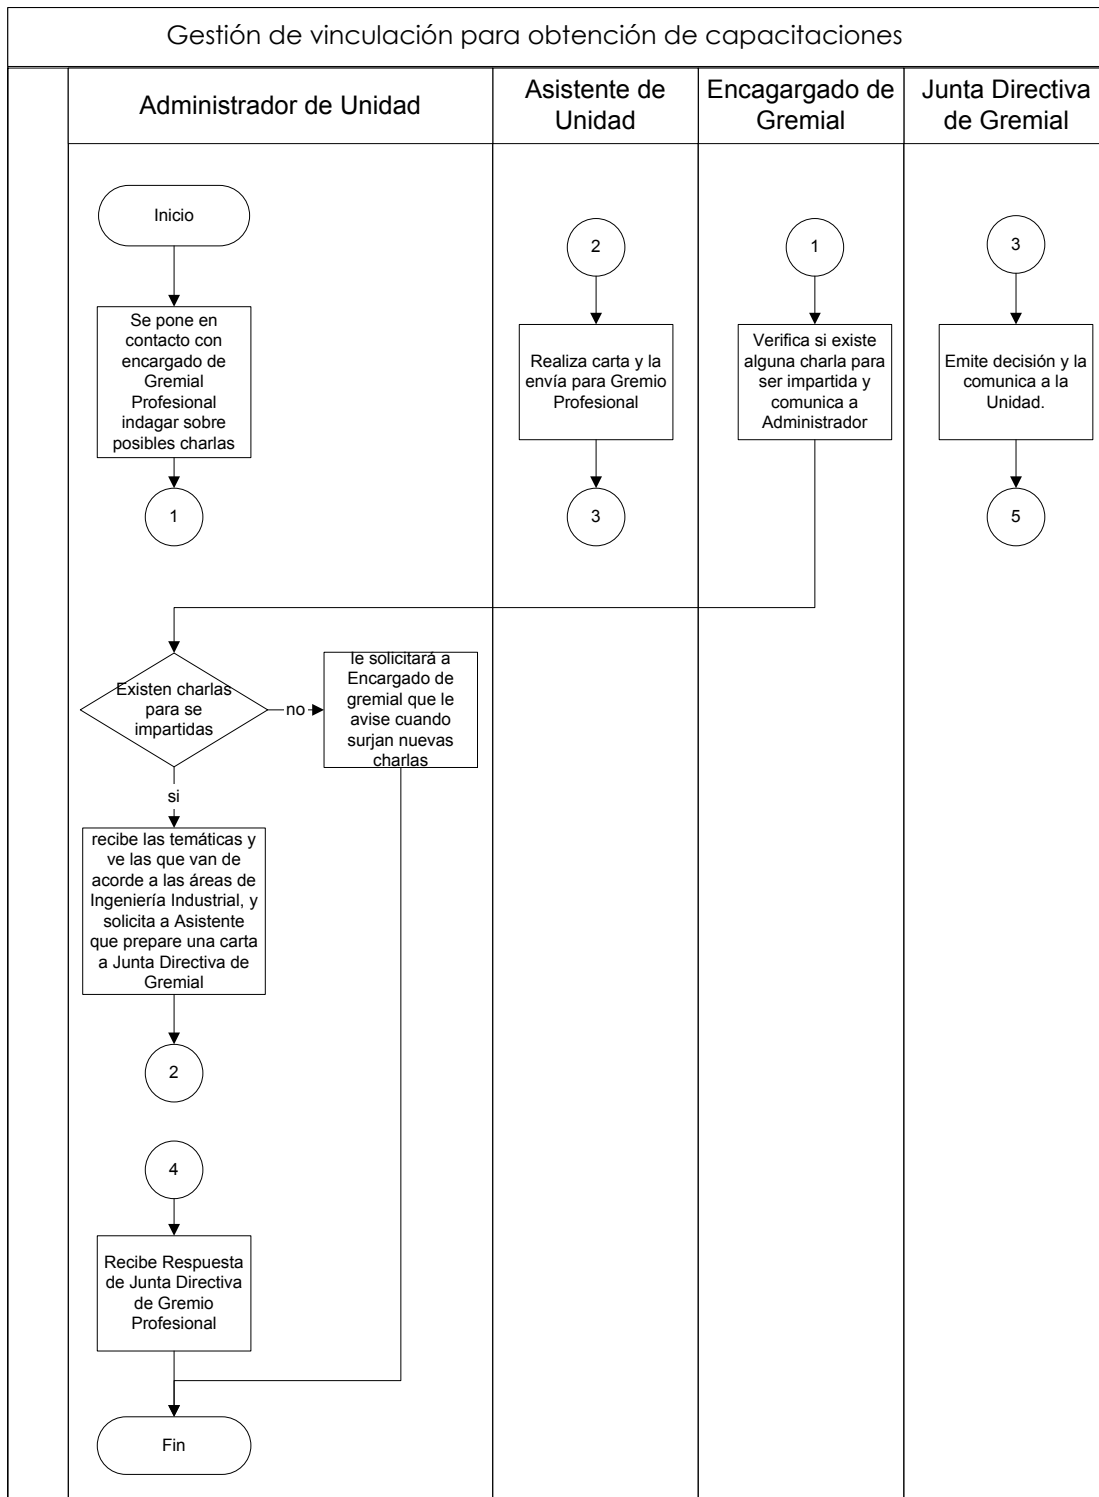 Gestión de vinculación para obtención de capacitaciones
Administrador de Unidad
Asistente de
Unidad
Encagargado de
Gremial
Junta Directiva
de Gremial
Inicio
Se pone en
contacto con
encargado de
Gremial
Profesional
indagar sobre
posibles charlas
1
2
Realiza carta y la
envía para Gremio
Profesional
3
1
Verifica si existe
alguna charla para
ser impartida y
comunica a
Administrador
3
Emite decisión y la
comunica a la
Unidad.
5
Existen charlas
para se
impartidas
no
le solicitará a
Encargado de
gremial que le
avise cuando
surjan nuevas
charlas
si
recibe las temáticas y
ve las que van de
acorde a las áreas de
Ingeniería Industrial, y
solicita a Asistente
que prepare una carta
a Junta Directiva de
Gremial
2
4
Recibe Respuesta
de Junta Directiva
de Gremio
Profesional
Fin